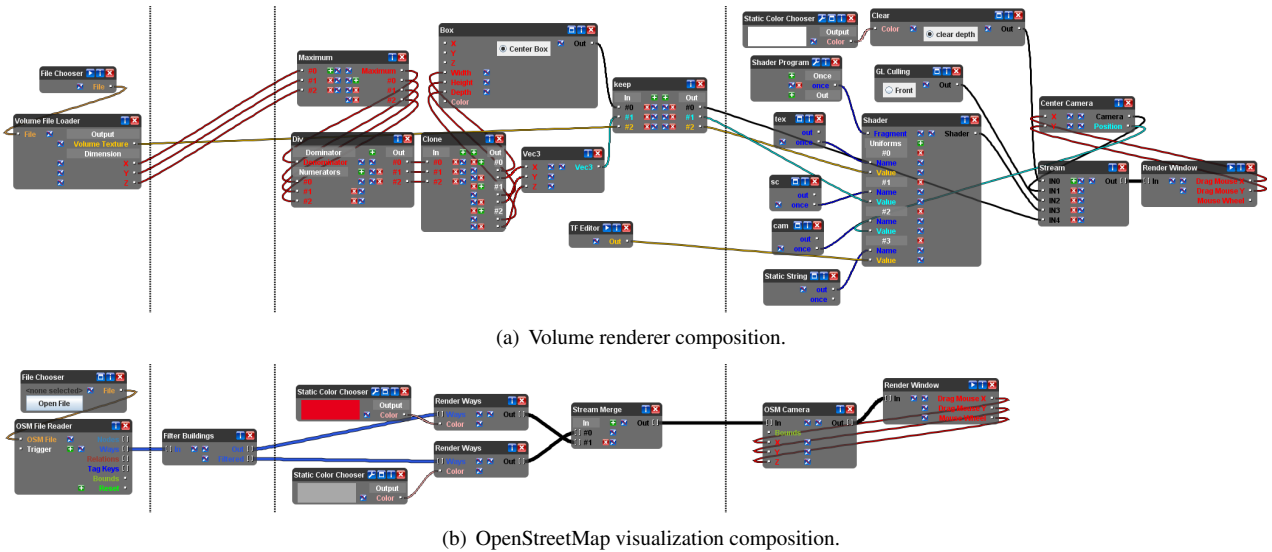 File Chooser
File
Volume File Loader
File
Output
Volume Texture
Dimension
X
Y
Z
Maximum
#0
Maximum
#1
#0
#2
#1
#2
Div
Dominator
Out
Numerators
#0
#0
#1
#1
#2
#2
Clone
In
Out
#0
#0
#1
#2
#1
#2
Box
X
Center Box
Out
Y
Z
Width
Height
Depth
Color
Vec3
X
Vec3
Y
Z
keep
In
Out
#0
#0
#1
#1
#2
#2
TF Editor
Out
Static Color Chooser
Output
Color
Clear
Color
clear depth
Out
Shader Program
Once
once
Out
GL Culling
Front
Out
tex
out
once
sc
out
once
cam
out
once
Static String
out
once
Shader
Fragment
Shader
Uniforms
#0
Name
Value
#1
Name
Value
#2
Name
Value
#3
Name
Value
Center Camera
X
Camera
Y
Position
Stream
IN0
Out
IN1
IN2
IN3
IN4
Render Window
In
Drag Mouse X
Drag Mouse Y
Mouse Wheel
(a) Volume renderer composition.
File Chooser
<none selected>
File
Open File
OSM File Reader
OSM File
Trigger
Ways
Relations
Tag Keys
Bounds
Reset
Filter Buildings
In
Out
Filtered
Static Color Chooser
Output
Color
Static Color Chooser
Output
Color
Render Ways
Ways
Out
Color
Render Ways
Ways
Out
Color
Stream Merge
In
Out
#0
#1
OSM Camera
In
Out
Bounds
X
Y
Z
Render Window
In
Drag Mouse X
Drag Mouse Y
Mouse Wheel
(b) OpenStreetMap visualization composition.